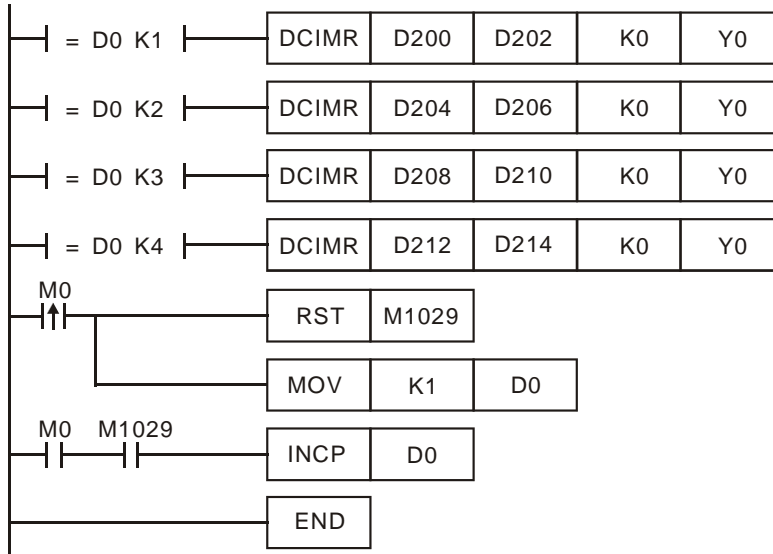 = D0 K1 DCIMR D200 D202 K0 Y0
= D0 K2 DCIMR D204 D206 K0 Y0
= D0 K3 DCIMR D208 D210 K0 Y0
= D0 K4 DCIMR D212 D214 K0 Y0
M0
RST M1029
MOV K1 D0
M0 M1029
INCP D0
END